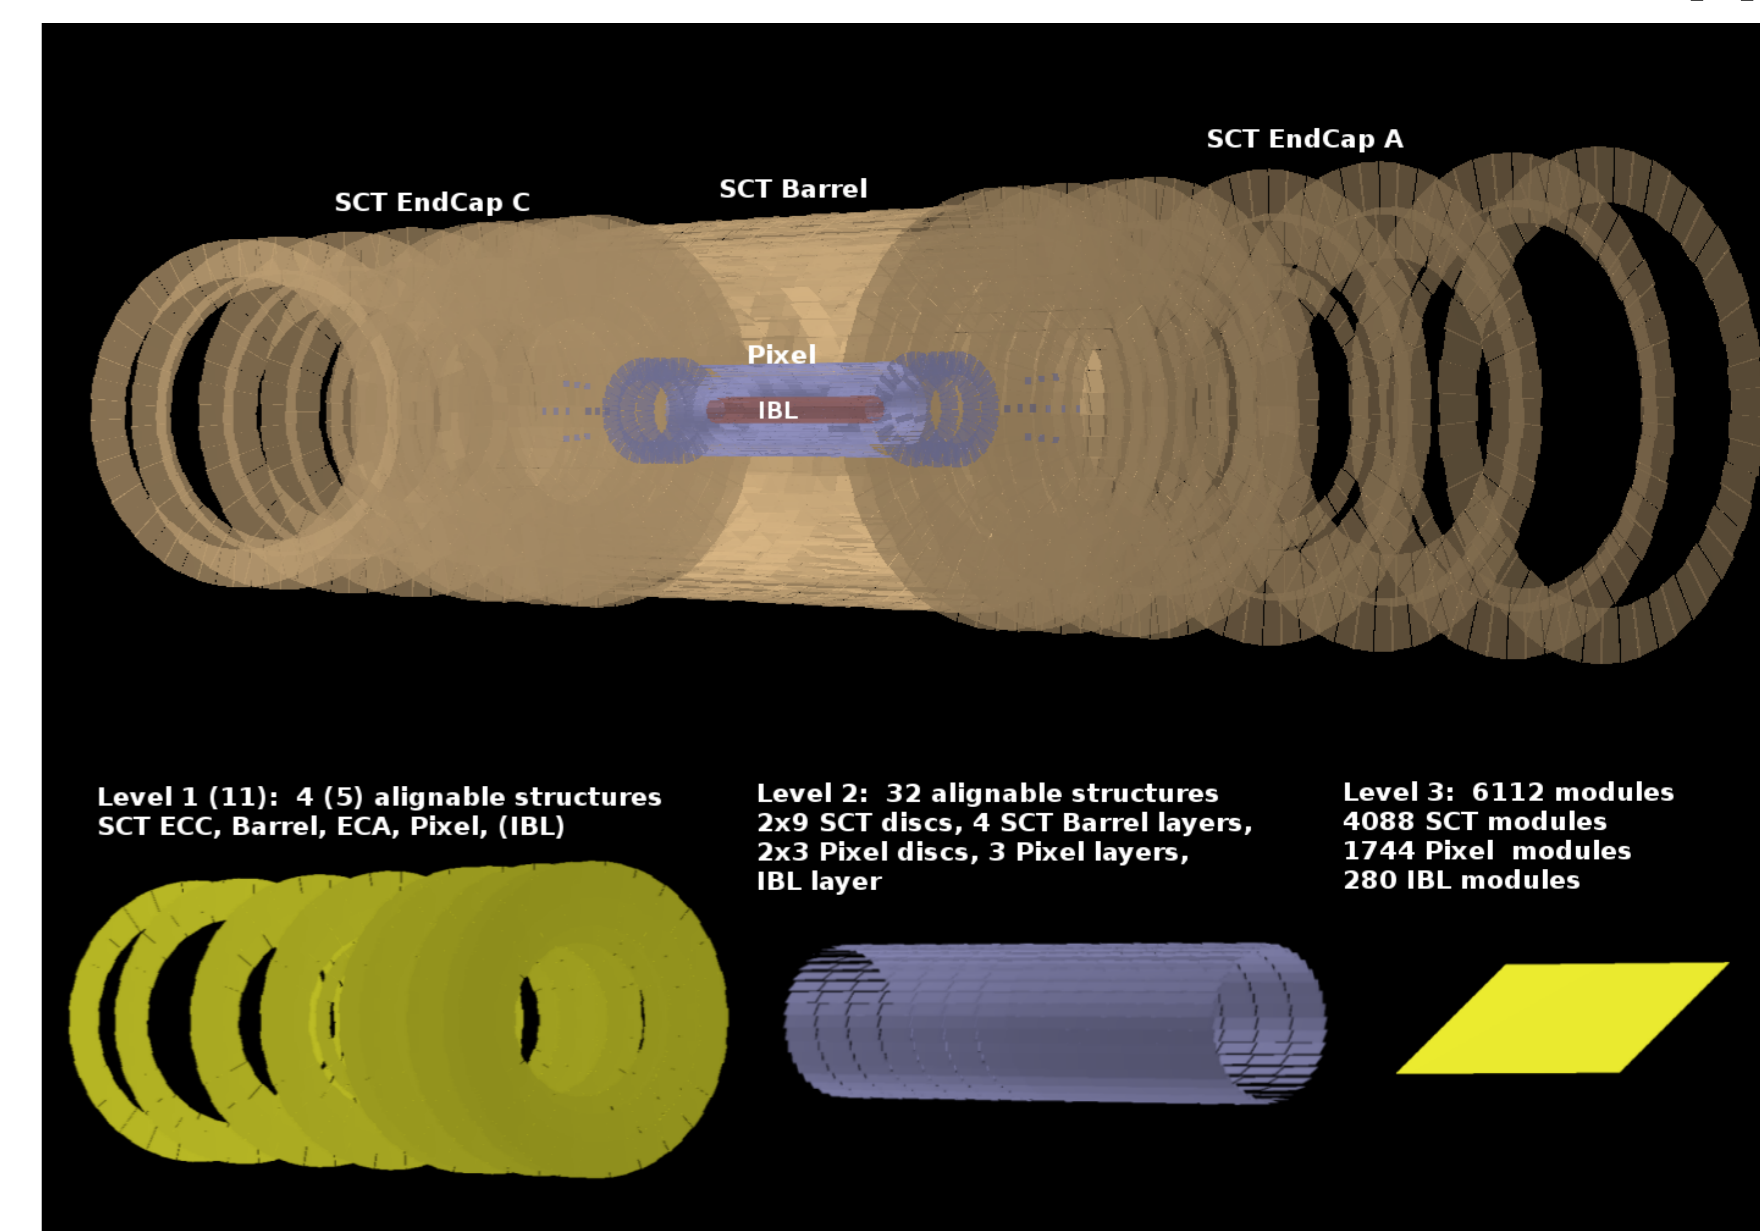 SCT EndCap A
SCT Barrel
SCT EndCap C
Pixel
IBL
Level 1 (11):  4 (5) alignable structures
SCT ECC, Barrel, ECA, Pixel, (IBL)
Level 2:  32 alignable structures
2x9 SCT discs, 4 SCT Barrel layers,
2x3 Pixel discs, 3 Pixel layers,
IBL layer
Level 3:  6112 modules
4088 SCT modules
1744 Pixel  modules
280 IBL modules